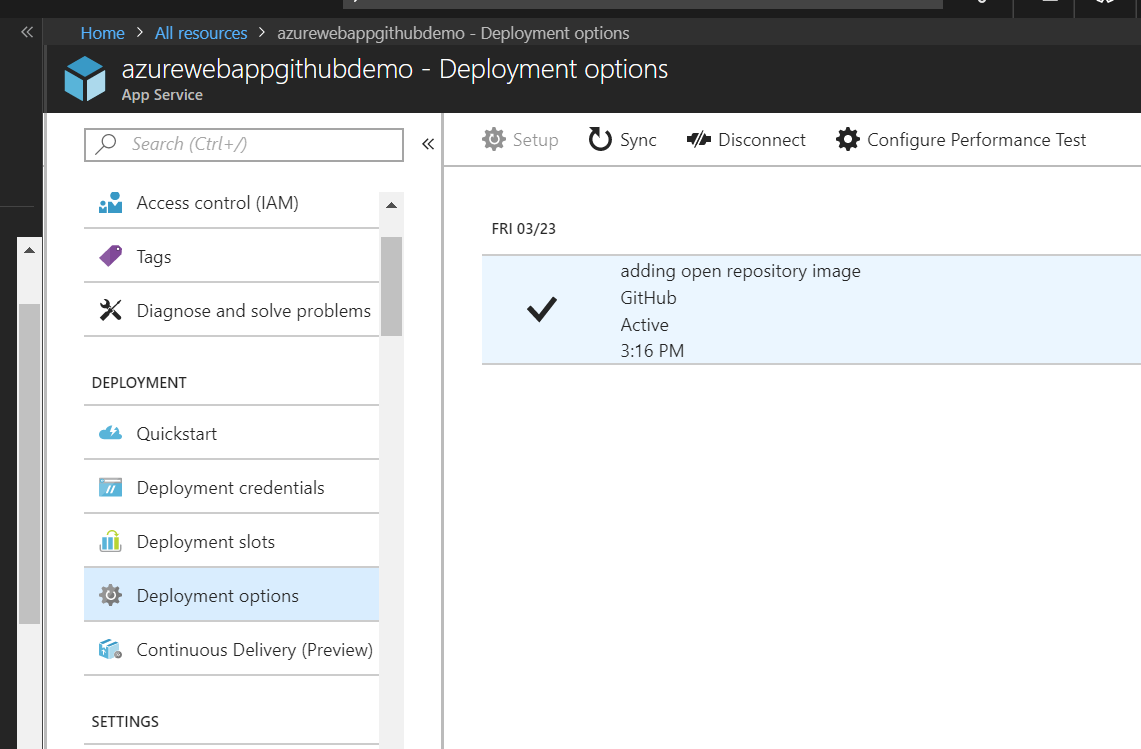 Home > All resources > azurewebappgithubdemo - Deployment options
azurewebappgithubdemo - Deployment options
App Service
Search (Ctrl+/)
Access control (IAM)
Tags
Diagnose and solve problems
DEPLOYMENT
Quickstart
Deployment credentials
Deployment slots
Deployment options
Continuous Delivery (Preview)
SETTINGS
Setup Sync Disconnect Configure Performance Test
FRI 03/23
adding open repository image
GitHub
Active
3:16 PM